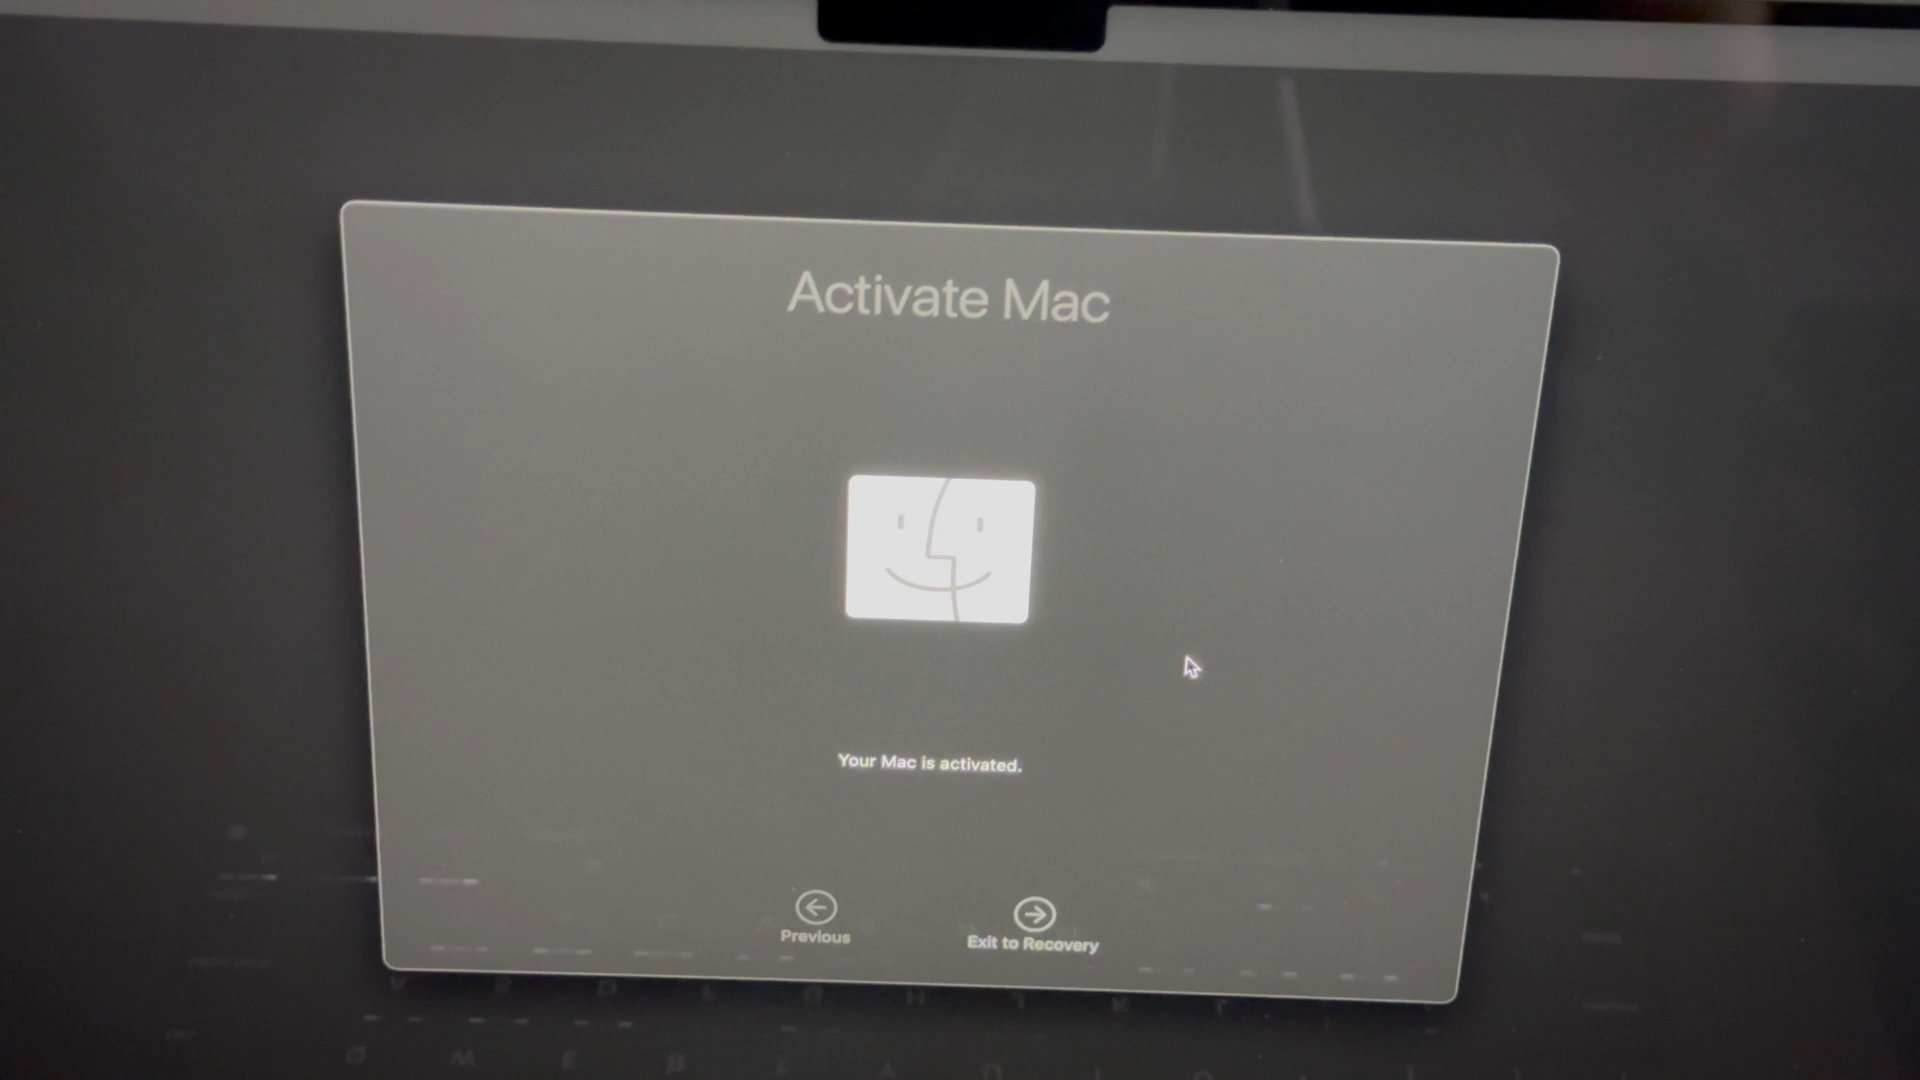 Activate Mac
Your Mac is activated.
Previous
Exit to Recovery